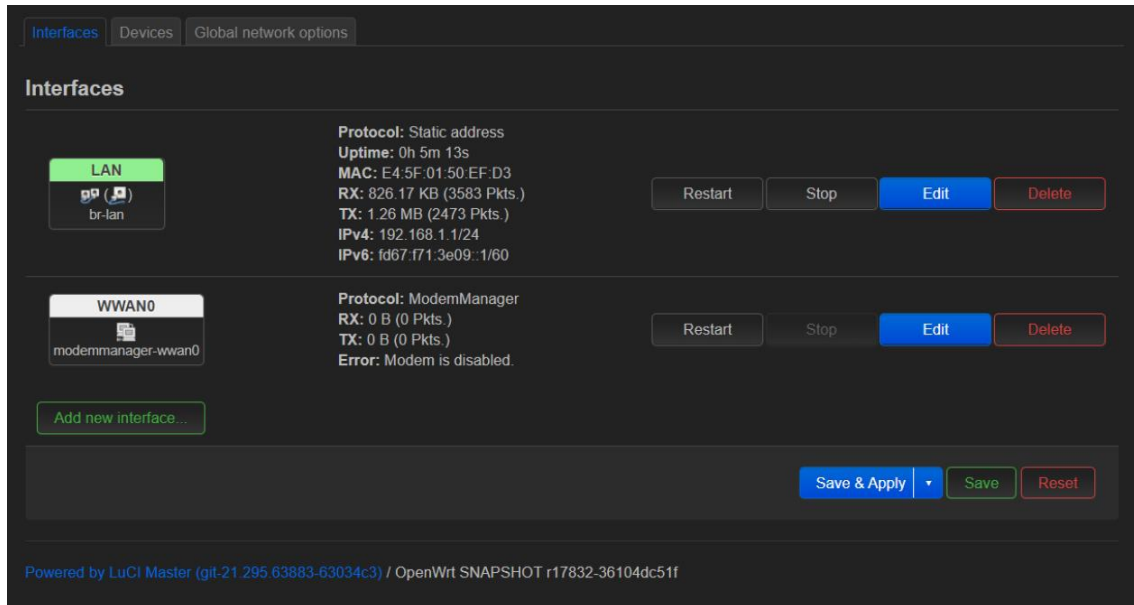 Interfaces Devices Global network options
Interfaces
LAN
br-lan
Protocol: Static address
Uptime: 0h 5m 13s
MAC: E4:5F:01:50:EF:D3
RX: 826.17 KB (3583 Pkts.)
TX: 1.26 MB (2473 Pkts.)
IPv4: 192.168.1.1/24
IPv6: fd67:f71:3e09::1/60
Restart Stop Edit Delete
WWAN0
modemmanager-wwan0
Protocol: ModemManager
RX: 0 B (0 Pkts.)
TX: 0 B (0 Pkts.)
Error: Modem is disabled.
Restart Stop Edit Delete
Add new interface...
Save & Apply Save Reset
Powered by LuCI Master (git-21.295.63883-63034c3) / OpenWrt SNAPSHOT r17832-36104dc51f